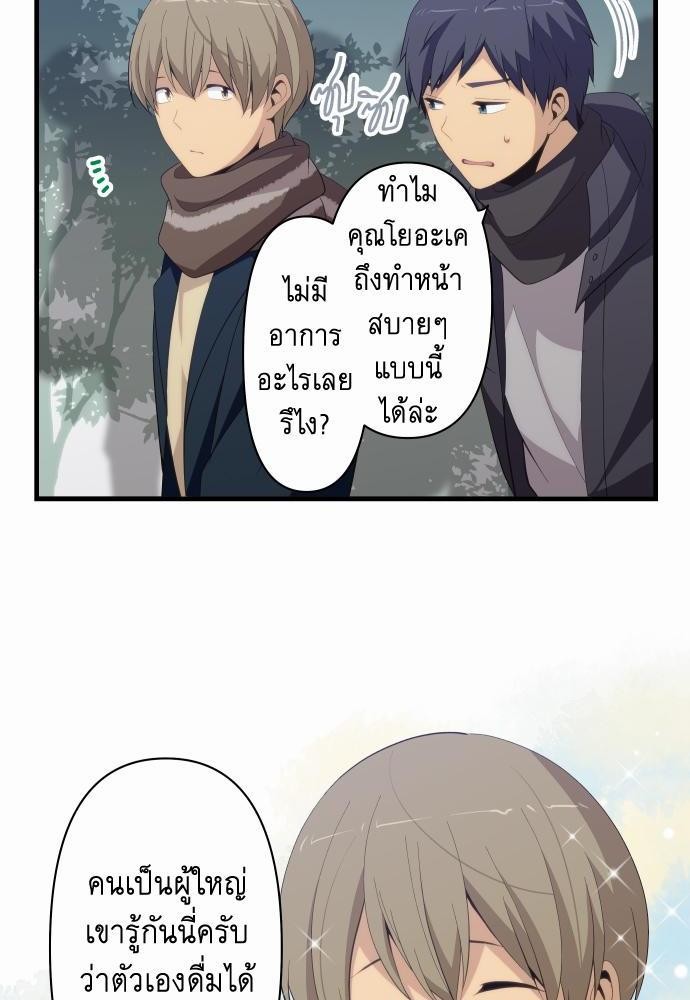 ซุบซิบ
ทำไม
คุณโยอะเค
ถึงทำหน้า
สบายๆ
แบบนี้
ได้ล่ะ
ไม่มี
อาการ
อะไรเลย
รึไง?
คนเป็นผู้ใหญ่
เขารู้กันนี่ครับ
ว่าตัวเองดื่มได้